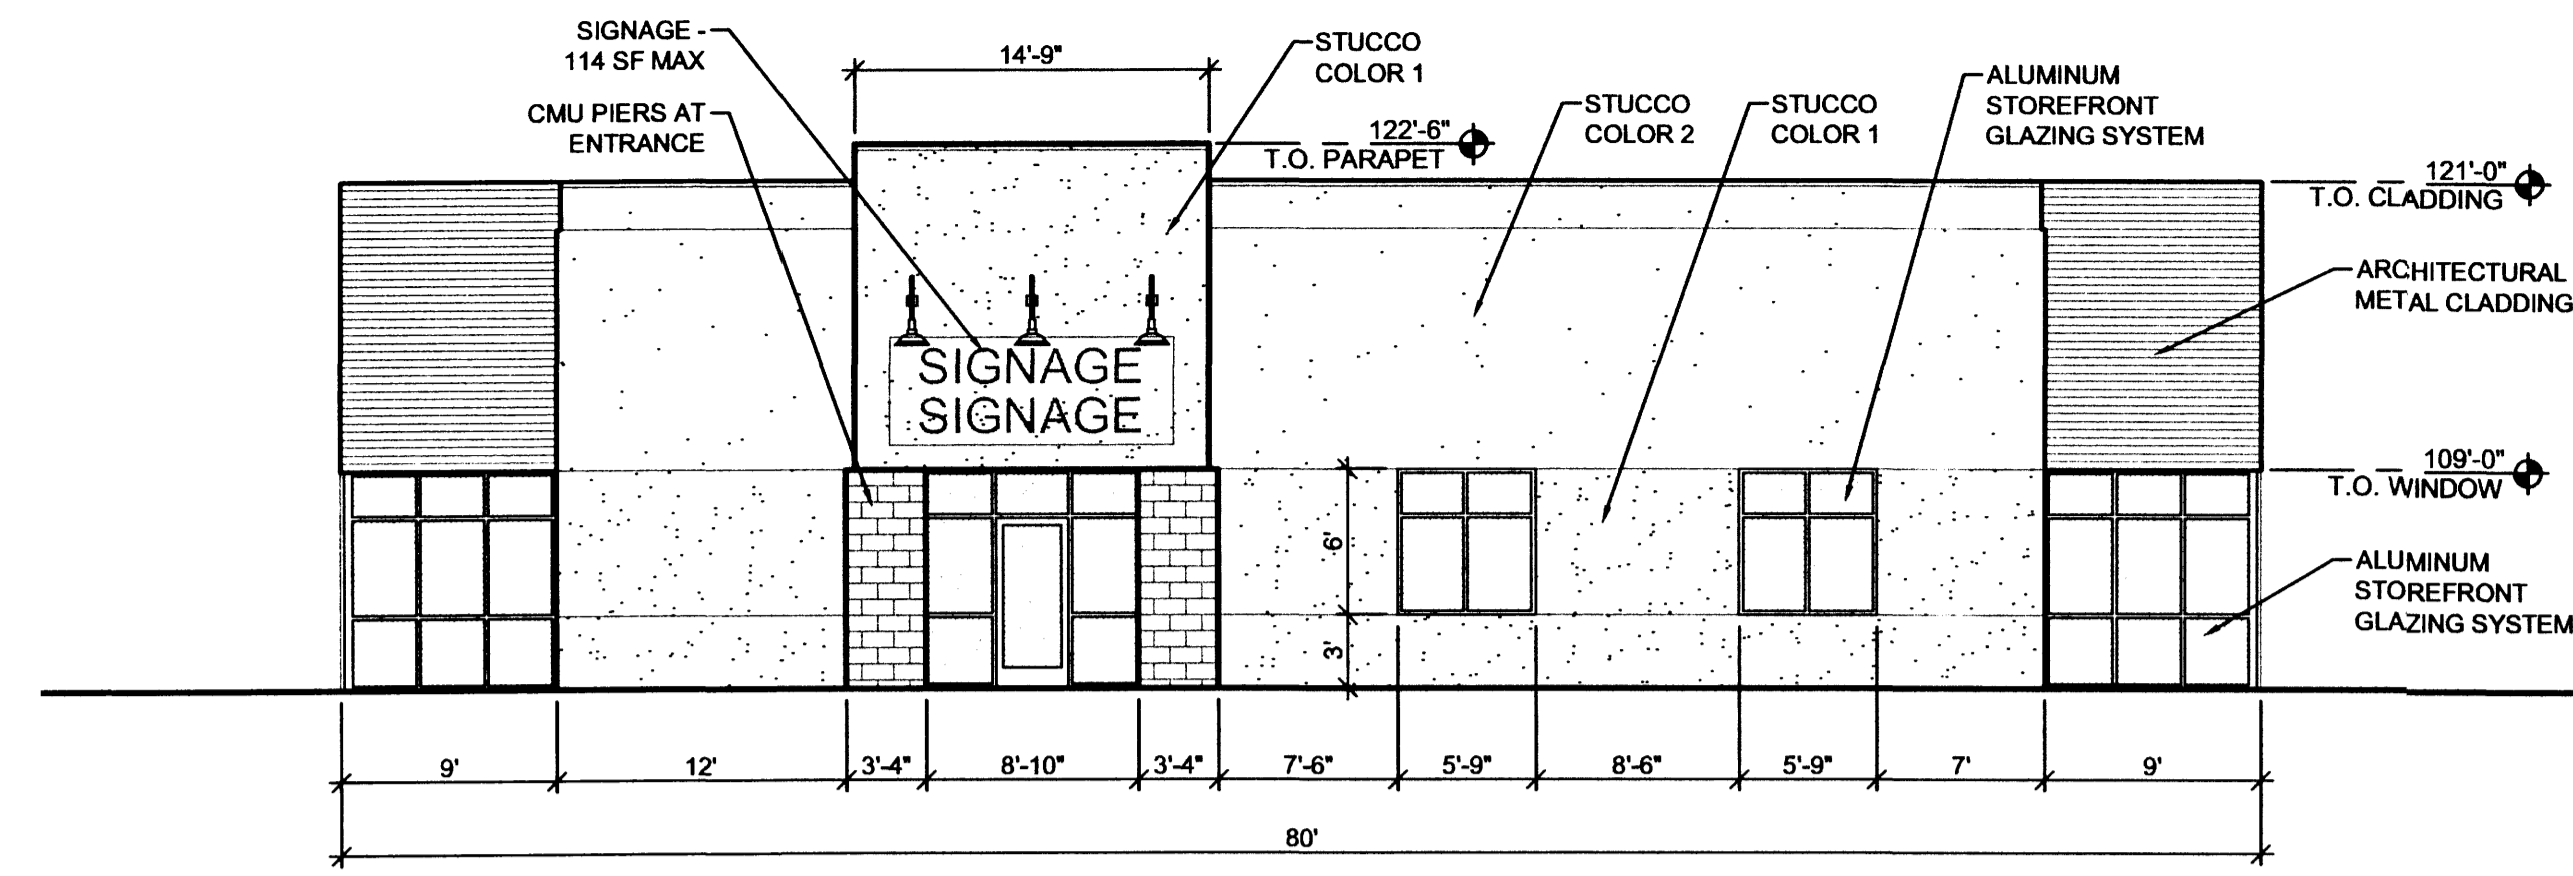 SIGNAGE -
114 SF MAX
CMU PIERS AT
ENTRANCE
14'-9"
STUCCO
COLOR 1
122'-6"
T.O. PARAPET
STUCCO
COLOR 2
STUCCO
COLOR 1
ALUMINUM
STOREFRONT
GLAZING SYSTEM
121'-0"
T.O. CLADDING
ARCHITECTURAL
METAL CLADDING
SIGNAGE
SIGNAGE
109'-0"
T.O. WINDOW
6'
3'
ALUMINUM
STOREFRONT
GLAZING SYSTEM
9'
12'
3'-4"
8'-10"
3'-4"
7'-6"
5'-9"
8'-6"
5'-9"
7'
9'
80'